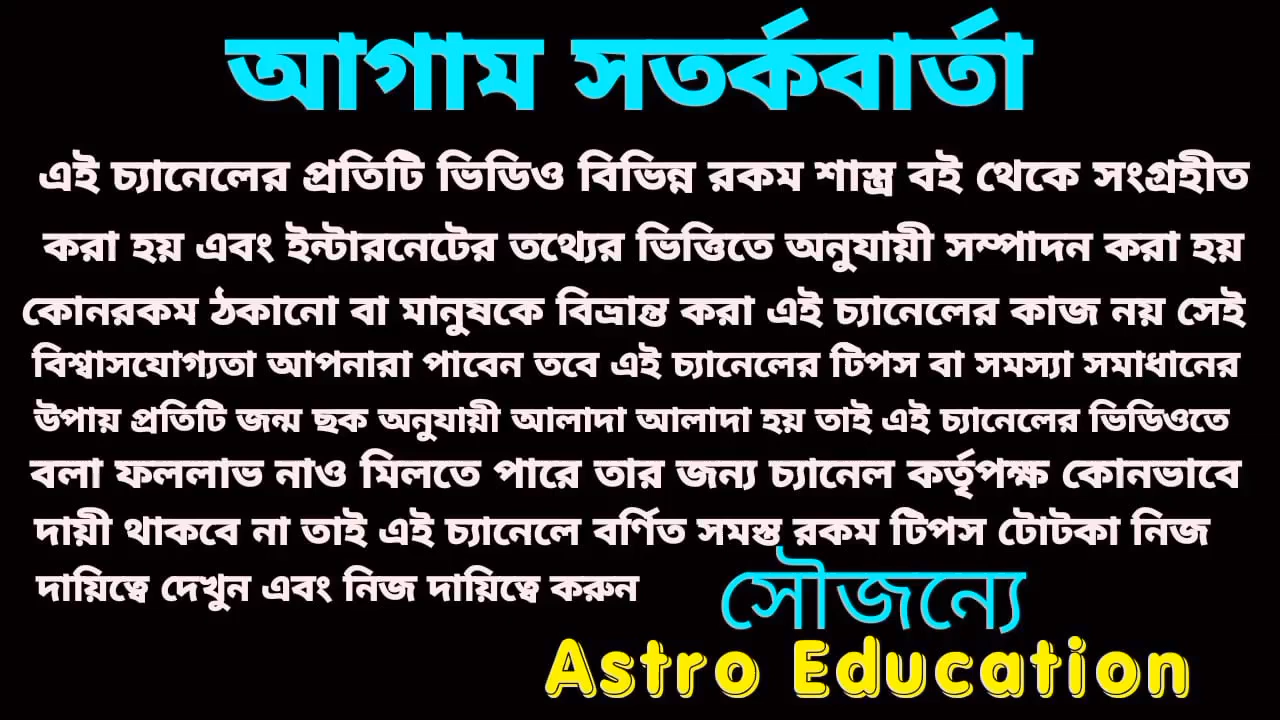 আগাম সতর্কবার্তা
এই চ্যানেলের প্রতিটি ভিডিও বিভিন্ন রকম শাস্ত্র বই থেকে সংগ্রহীত
করা হয় এবং ইন্টারনেটের তথ্যের ভিত্তিতে অনুযায়ী সম্পাদন করা হয়
কোনরকম ঠকানো বা মানুষকে বিভ্রান্ত করা এই চ্যানেলের কাজ নয় সেই
বিশ্বাসযোগ্যতা আপনারা পাবেন তবে এই চ্যানেলের টিপস বা সমস্যা সমাধানের
উপায় প্রতিটি জন্ম ছক অনুযায়ী আলাদা আলাদা হয় তাই এই চ্যানেলের ভিডিওতে
বলা ফললাভ নাও মিলতে পারে তার জন্য চ্যানেল কর্তৃপক্ষ কোনভাবে
দায়ী থাকবে না তাই এই চ্যানেলে বর্ণিত সমস্ত রকম টিপস টোটকা নিজ
দায়িত্বে দেখুন এবং নিজ দায়িত্বে করুন
সৌজন্যে
Astro Education